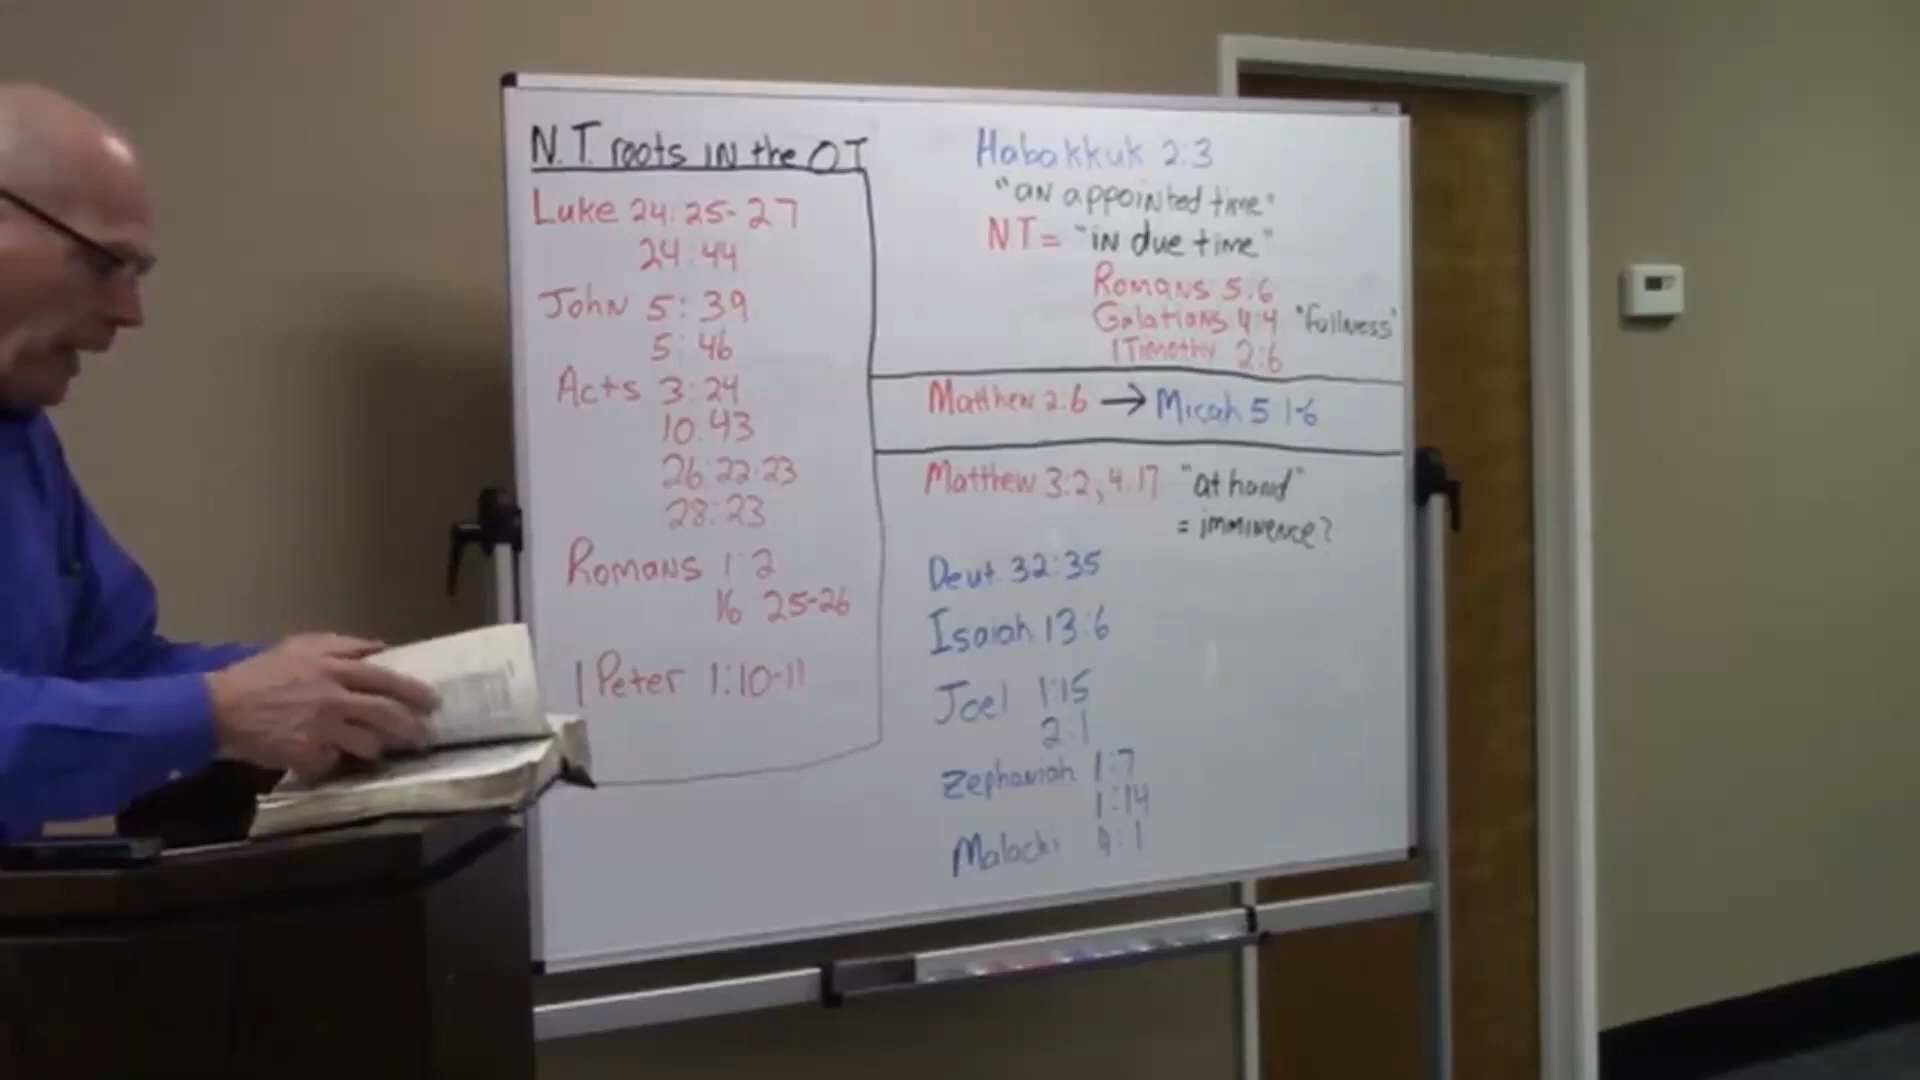 N.T. roots in the OT
Luke 24:25-27
24:44
John 5:39
5:46
Acts 3:24
10:43
26:22-23
28:23
Romans 1:2
16 25-26
1 Peter 1:10-11
Habakkuk 2:3
"an appointed time"
NT= "in due time"
Romans 5:6
Galations 4:4 "fullness"
1 Timothy 2:6
Matthew 2:6 → Micah 5 1-6
Matthew 3:2, 4:17 "at hand"
= imminence?
Deut 32:35
Isaiah 13:6
Joel 1:15
2:1
Zephaniah 1:7
1:14
Malachi 4:1